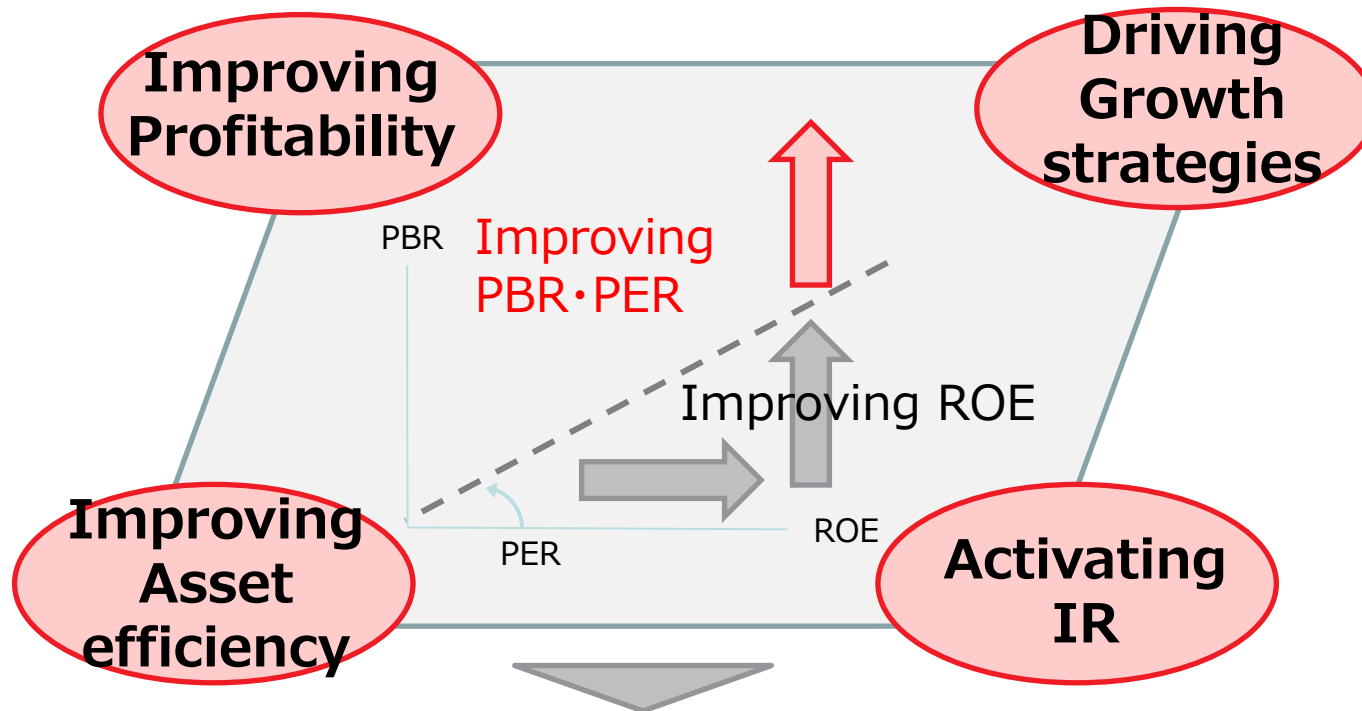 Improving
Profitability
Driving
Growth
strategies
PBR
Improving
PBR・PER
Improving ROE
PER
ROE
Improving
Asset
efficiency
Activating
IR